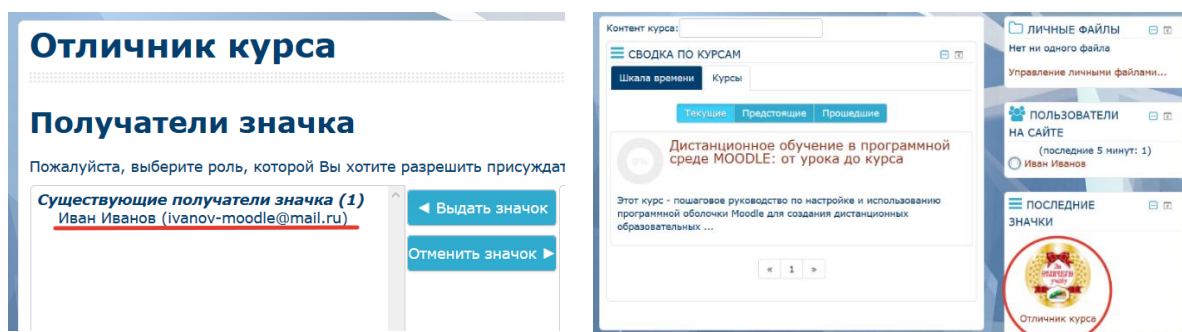 Отличник курса
Получатели значка
Пожалуйста, выберите роль, которой Вы хотите разрешить присуждат
Существующие получатели значка (1)
Иван Иванов (ivanov-moodle@mail.ru)
◄ Выдать значок
Отменить значок ►
Контент курса:
СВОДКА ПО КУРСАМ
Шкала времени Курсы
Текущие Предстоящие Прошедшие
0%
Дистанционное обучение в программной
среде MOODLE: от урока до курса
Этот курс - пошаговое руководство по настройке и использованию
программной оболочки Moodle для создания дистанционных
образовательных ...
« 1 »
ЛИЧНЫЕ ФАЙЛЫ
Нет ни одного файла
Управление личными файлами...
ПОЛЬЗОВАТЕЛИ
НА САЙТЕ
(последние 5 минут: 1)
Иван Иванов
ПОСЛЕДНИЕ
ЗНАЧКИ
За
отличную
учебу
Отличник курса